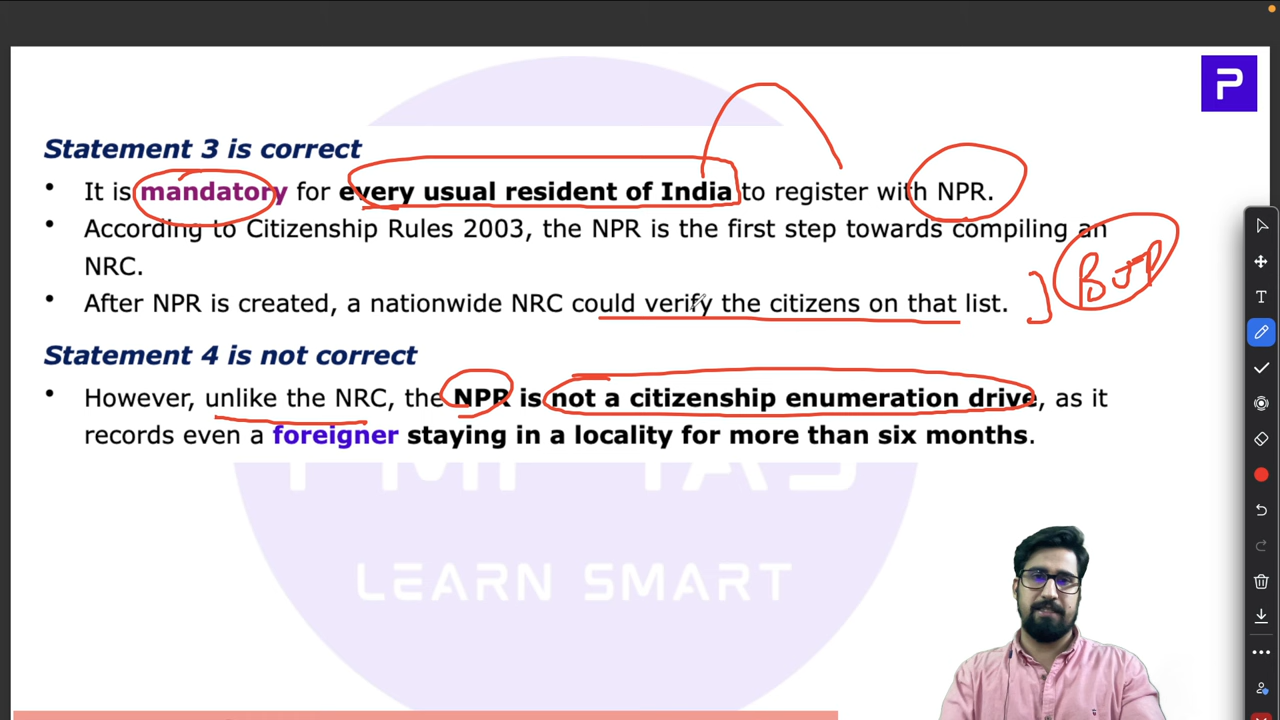 P
Statement 3 is correct
• It is mandatory for every usual resident of India to register with NPR.
• According to Citizenship Rules 2003, the NPR is the first step towards compiling an
NRC.
• After NPR is created, a nationwide NRC could verify the citizens on that list.
BJP
Statement 4 is not correct
• However, unlike the NRC, the NPR is not a citizenship enumeration drive, as it
records even a foreigner staying in a locality for more than six months.
PMF IAS
LEARN SMART
T